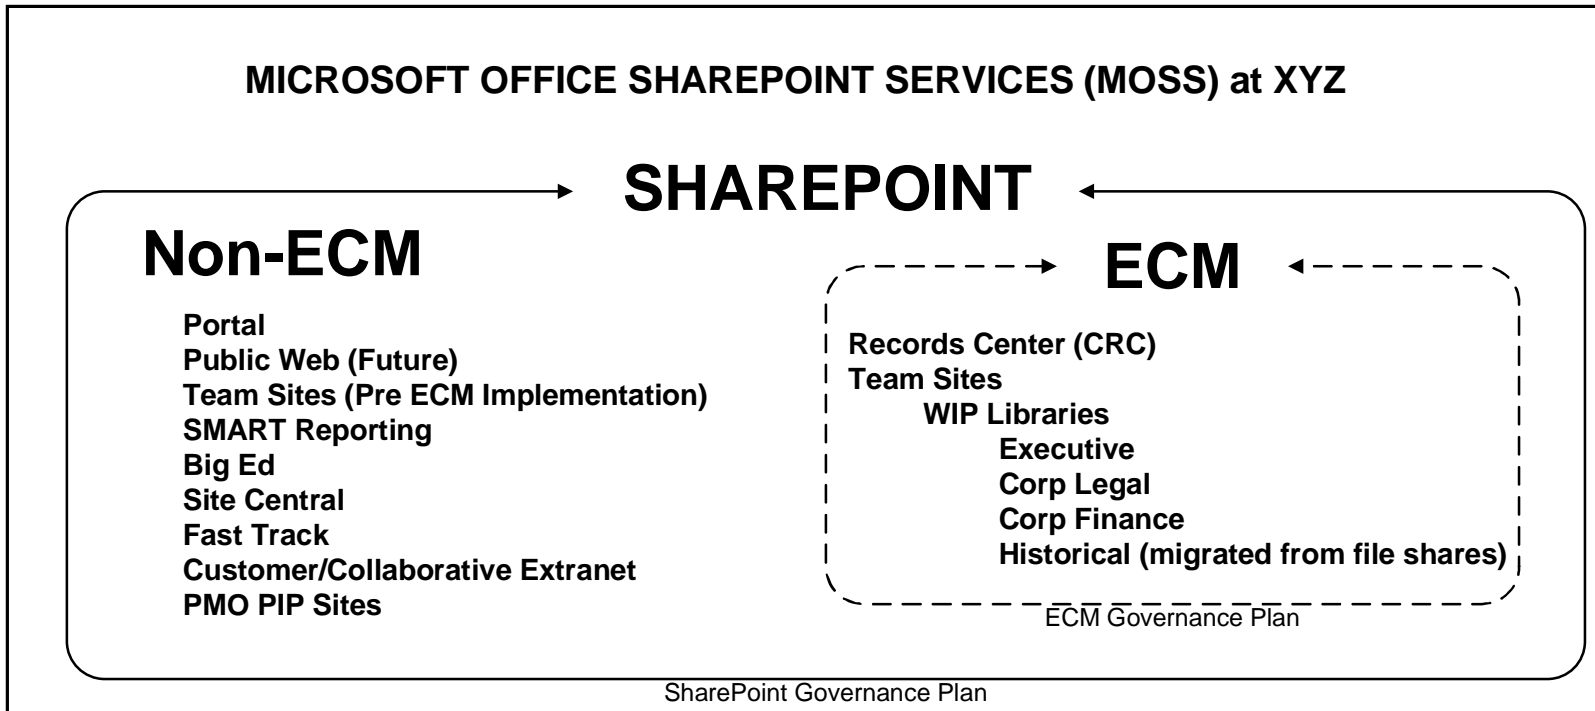 MICROSOFT OFFICE SHAREPOINT SERVICES (MOSS) at XYZ
SHAREPOINT
Non-ECM
Portal
Public Web (Future)
Team Sites (Pre ECM Implementation)
SMART Reporting
Big Ed
Site Central
Fast Track
Customer/Collaborative Extranet
PMO PIP Sites
ECM
Records Center (CRC)
Team Sites
WIP Libraries
Executive
Corp Legal
Corp Finance
Historical (migrated from file shares)
ECM Governance Plan
SharePoint Governance Plan